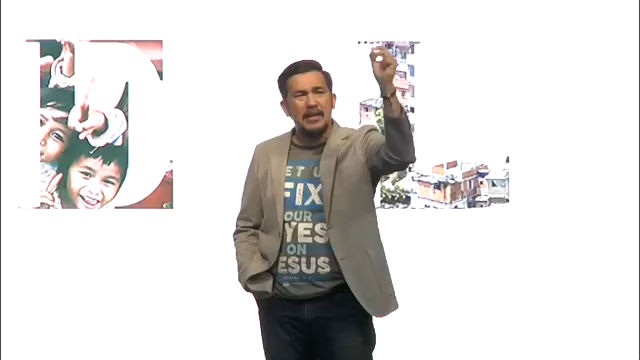 ET U
FIX
OUR
YES
ON
ESUS